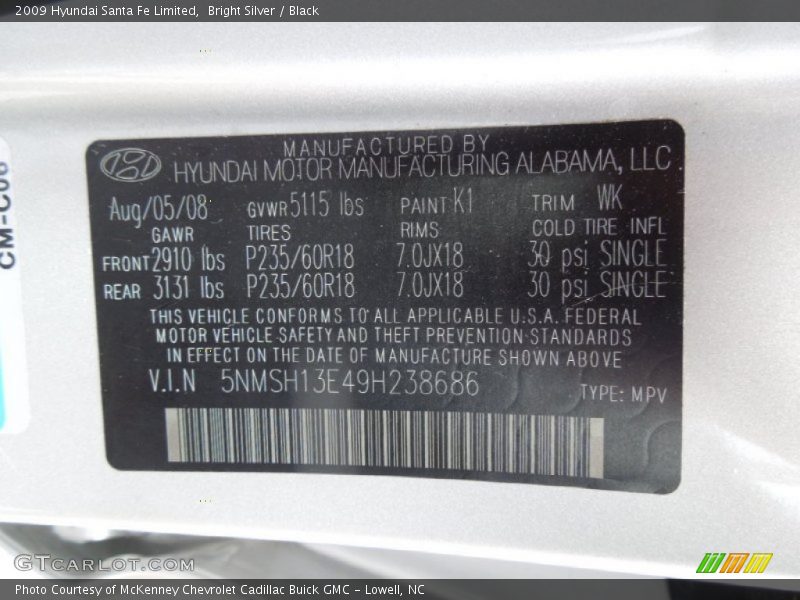 2009 Hyundai Santa Fe Limited,  Bright Silver / Black
CM-C08
MANUFACTURED BY
HYUNDAI MOTOR MANUFACTURING ALABAMA, LLC
Aug/05/08 GVWR 5115 lbs PAINT K1 TRIM WK
GAWR TIRES RIMS COLD TIRE INFL
FRONT 2910 lbs P235/60R18 7.0JX18 30 psi SINGLE
REAR 3131 lbs P235/60R18 7.0JX18 30 psi SINGLE
THIS VEHICLE CONFORMS TO ALL APPLICABLE U.S.A. FEDERAL
MOTOR VEHICLE SAFETY AND THEFT PREVENTION STANDARDS
IN EFFECT ON THE DATE OF MANUFACTURE SHOWN ABOVE
V.I.N 5NMSH13E49H238686
TYPE: MPV
GTCarLot.com
Photo Courtesy of McKenney Chevrolet Cadillac Buick GMC - Lowell, NC